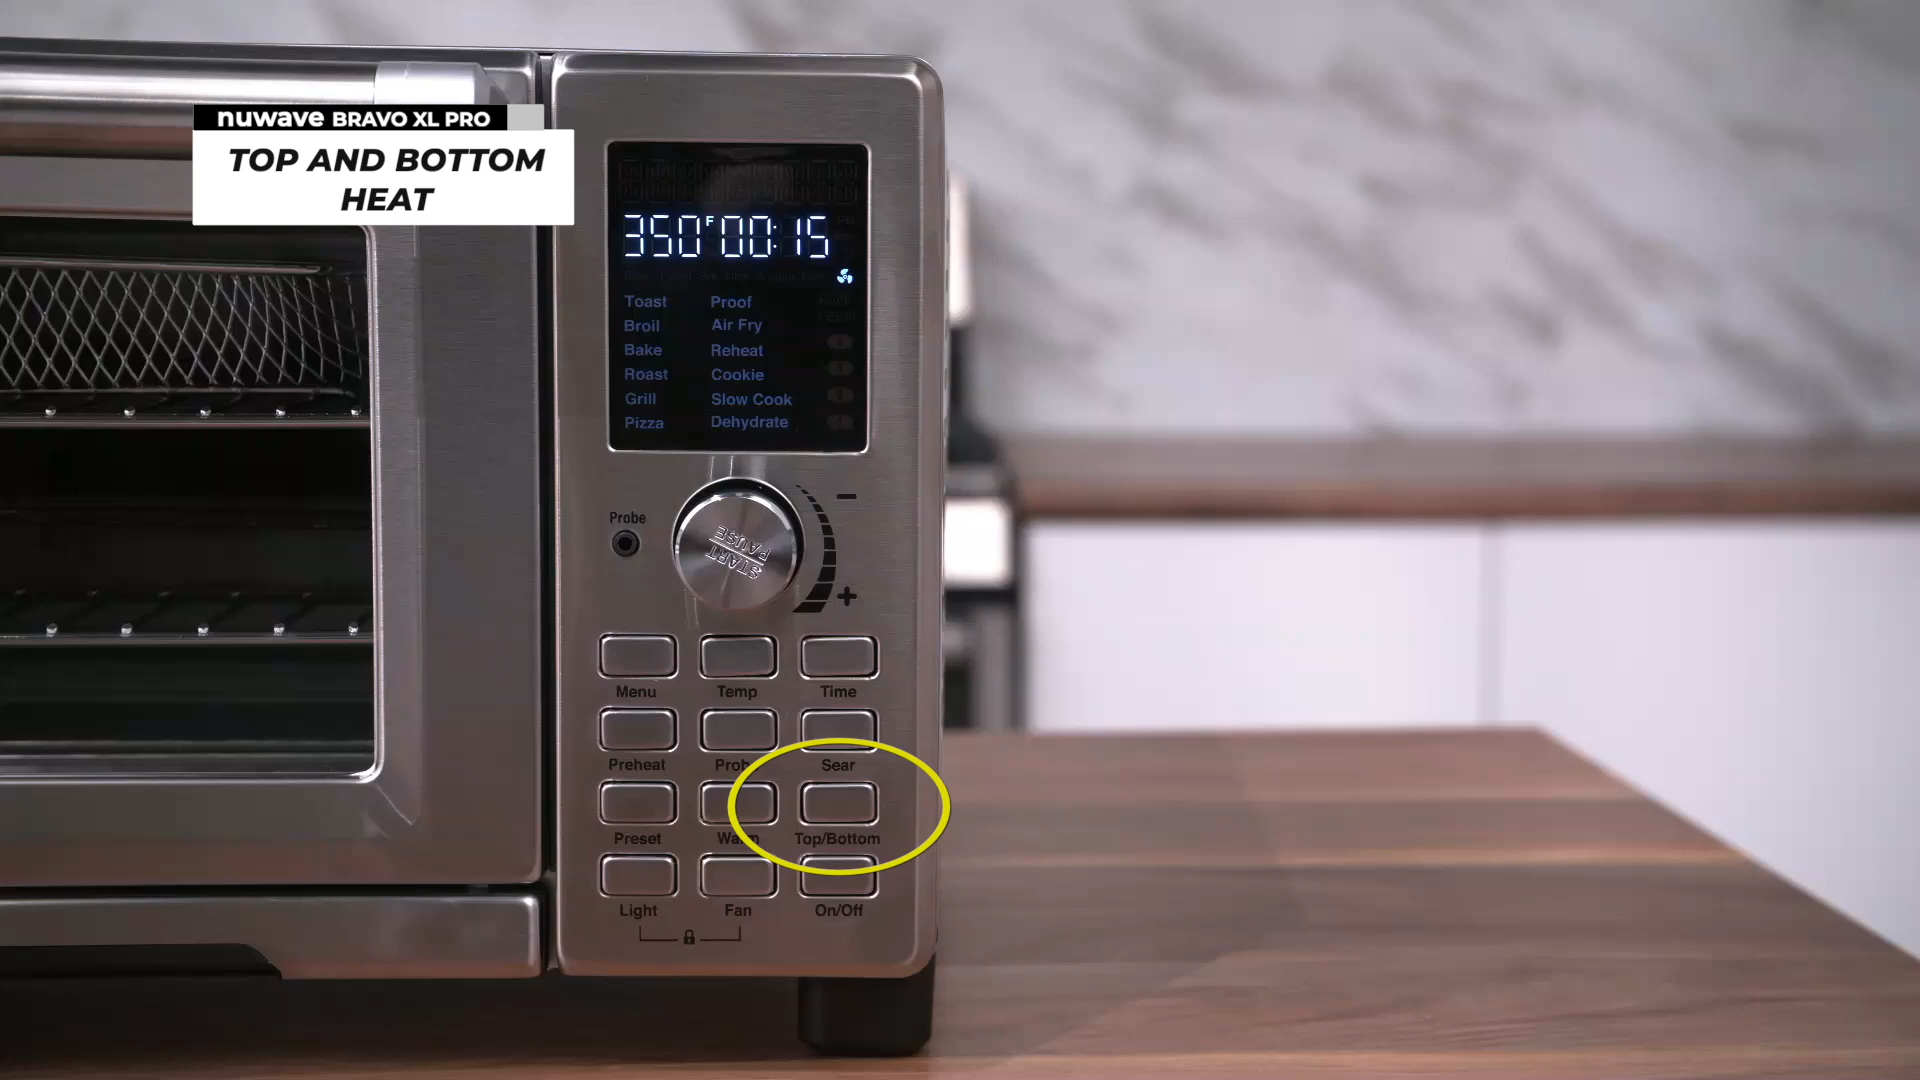 nuwave BRAVO XL PRO
TOP AND BOTTOM
HEAT
350°F 00:15
Toast Proof
Broil Air Fry
Bake Reheat
Roast Cookie
Grill Slow Cook
Pizza Dehydrate
Probe
START
PAUSE
Menu Temp Time
Preheat Probe Sear
Preset Warm Top/Bottom
Light Fan On/Off